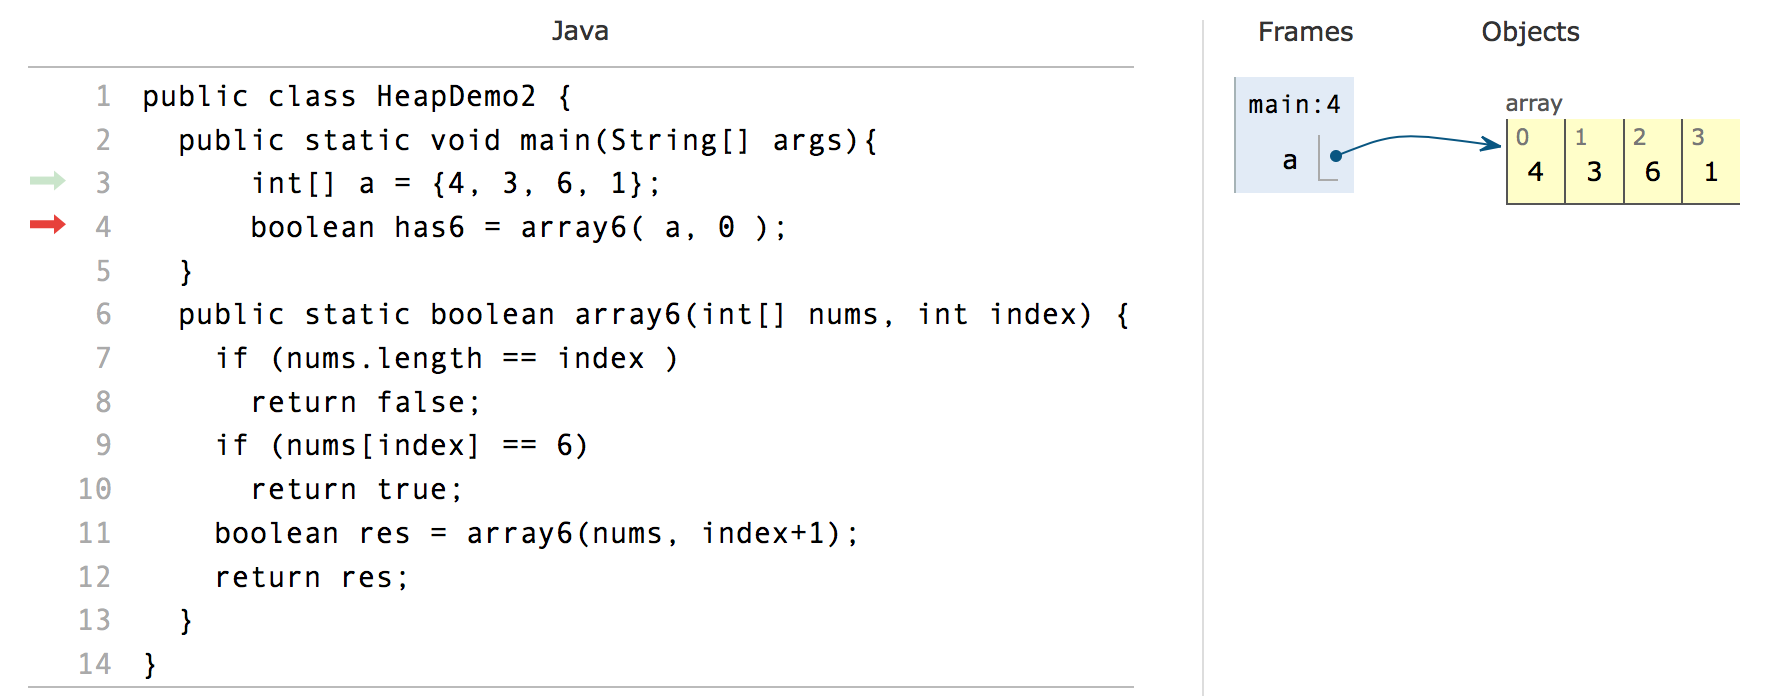 Java
1 public class HeapDemo2 {
2 public static void main(String[] args){
3 int[] a = {4, 3, 6, 1};
4 boolean has6 = array6( a, 0 );
5 }
6 public static boolean array6(int[] nums, int index) {
7 if (nums.length == index )
8 return false;
9 if (nums[index] == 6)
10 return true;
11 boolean res = array6(nums, index+1);
12 return res;
13 }
14 }
Frames
Objects
main:4
a
array
0 1 2 3
4 3 6 1